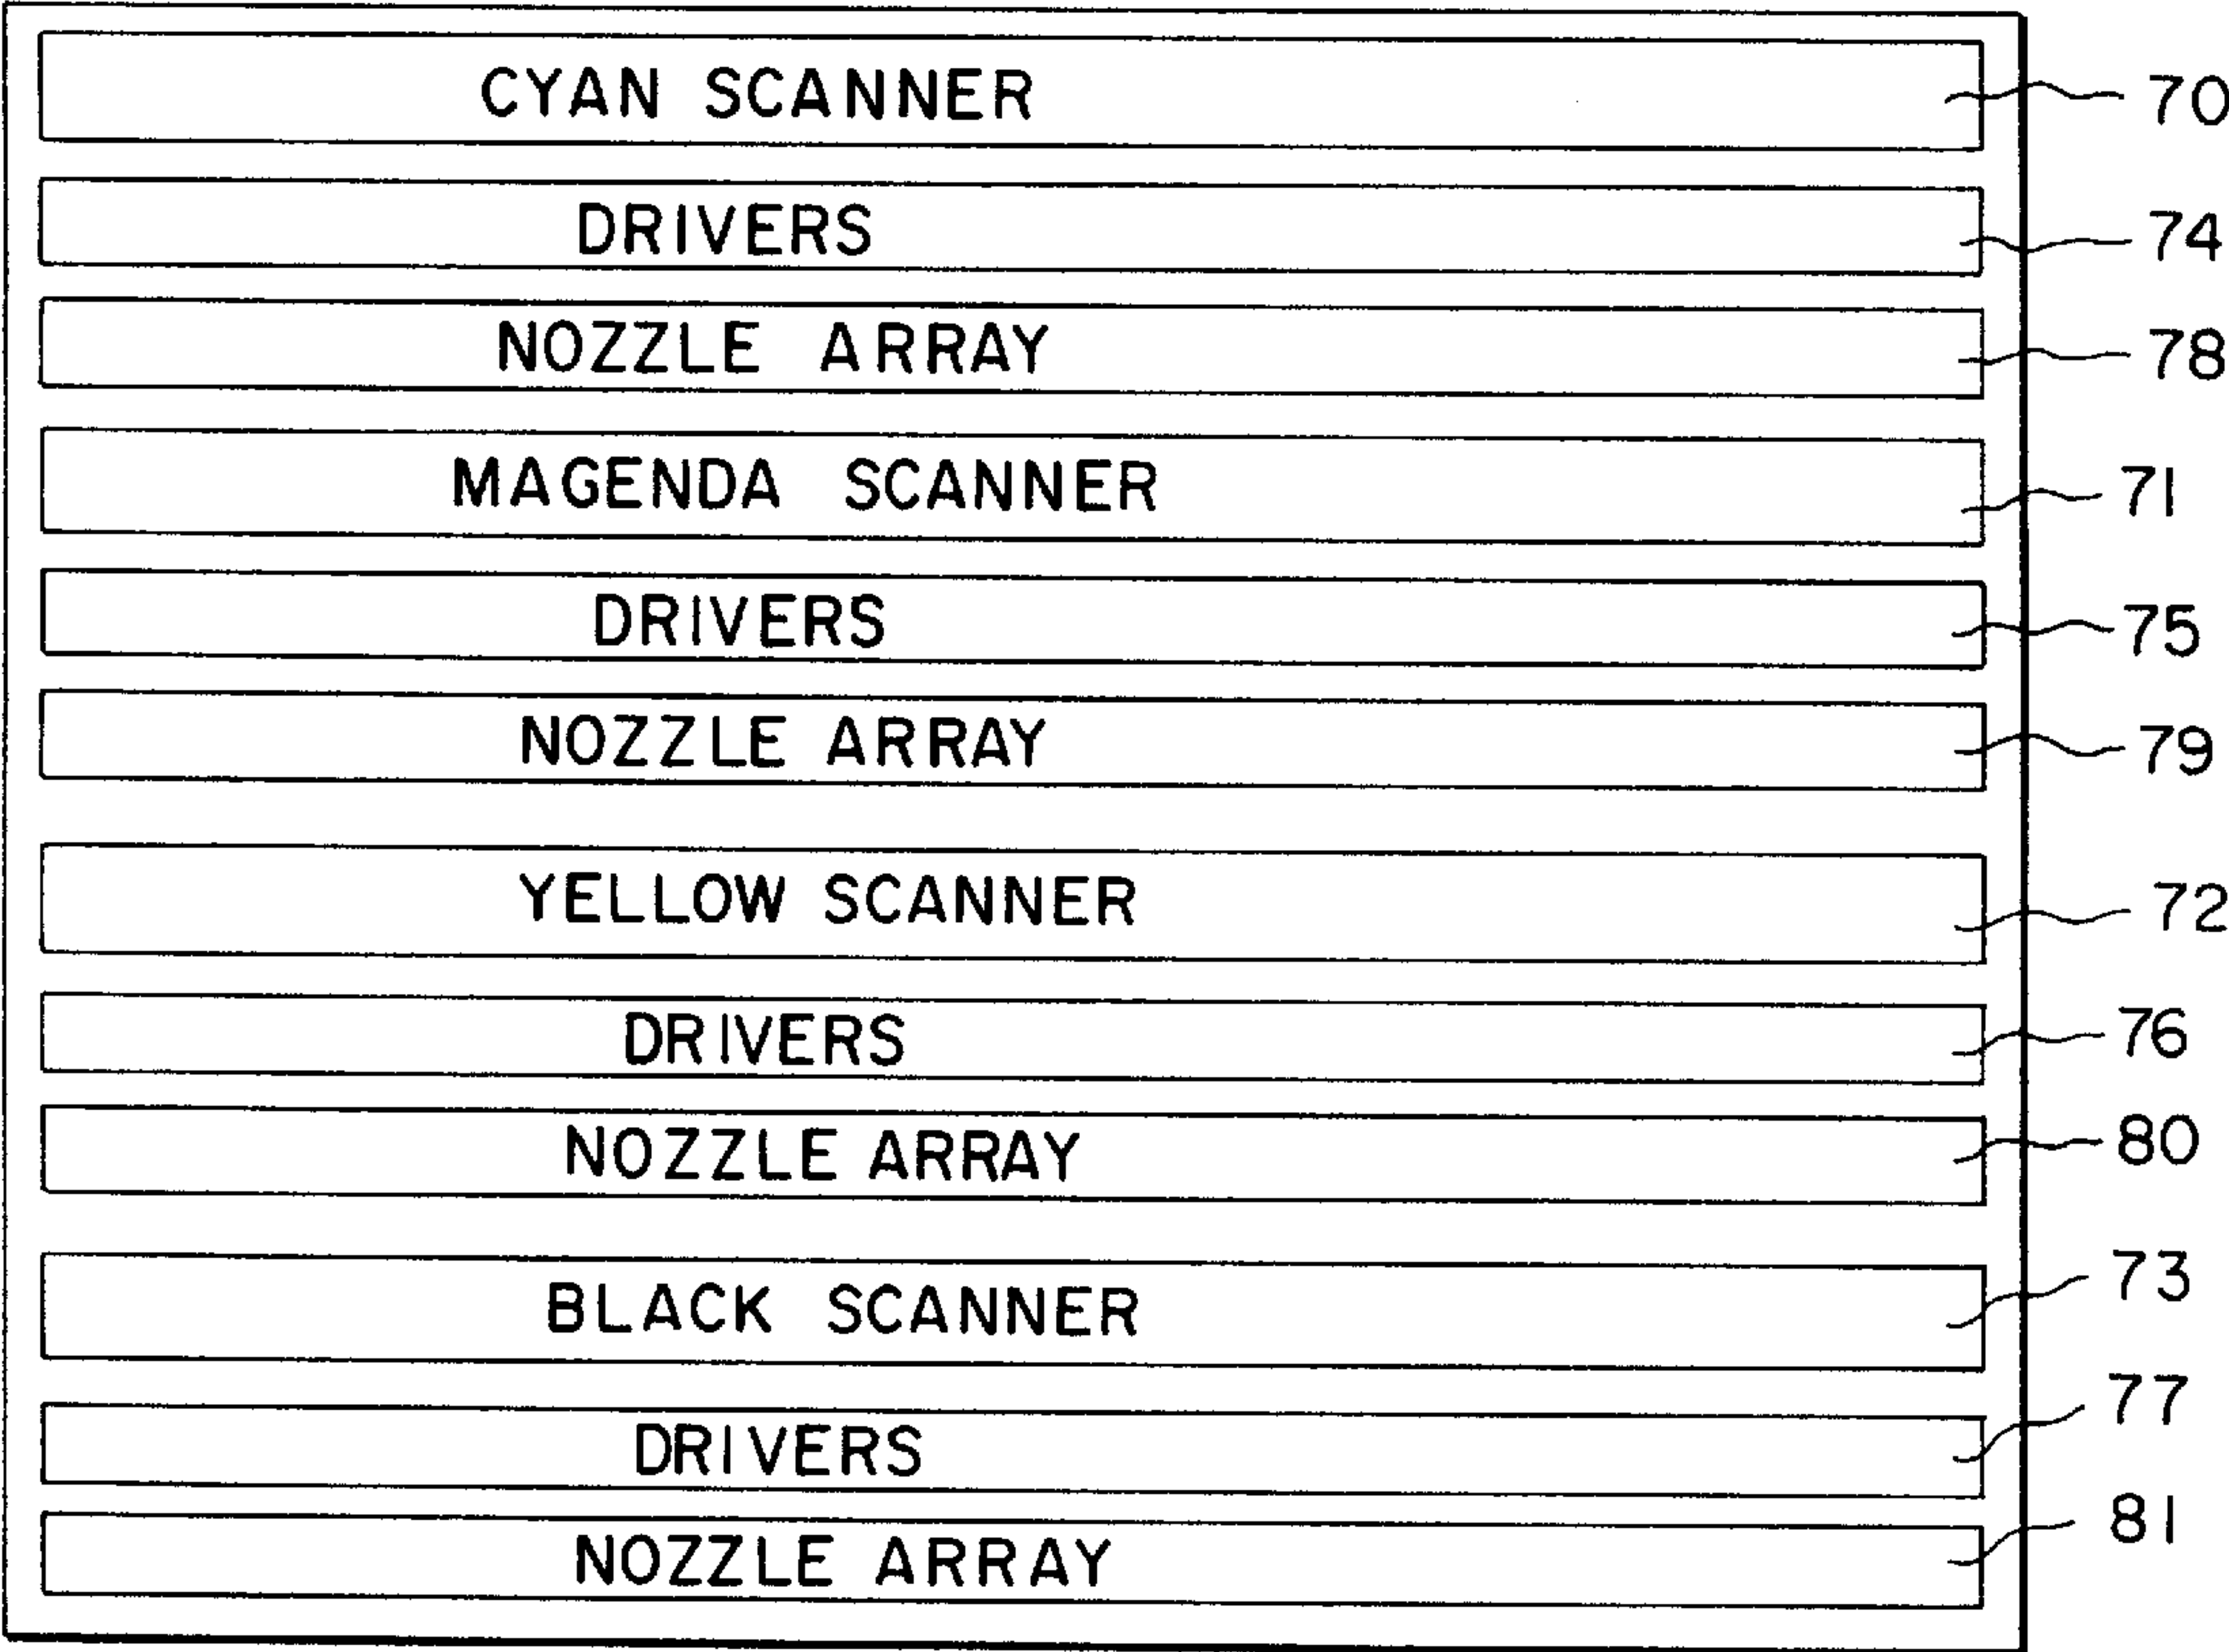 CYAN SCANNER 70
DRIVERS 74
NOZZLE ARRAY 78
MAGENDA SCANNER 71
DRIVERS 75
NOZZLE ARRAY 79
YELLOW SCANNER 72
DRIVERS 76
NOZZLE ARRAY 80
BLACK SCANNER 73
DRIVERS 77
NOZZLE ARRAY 81